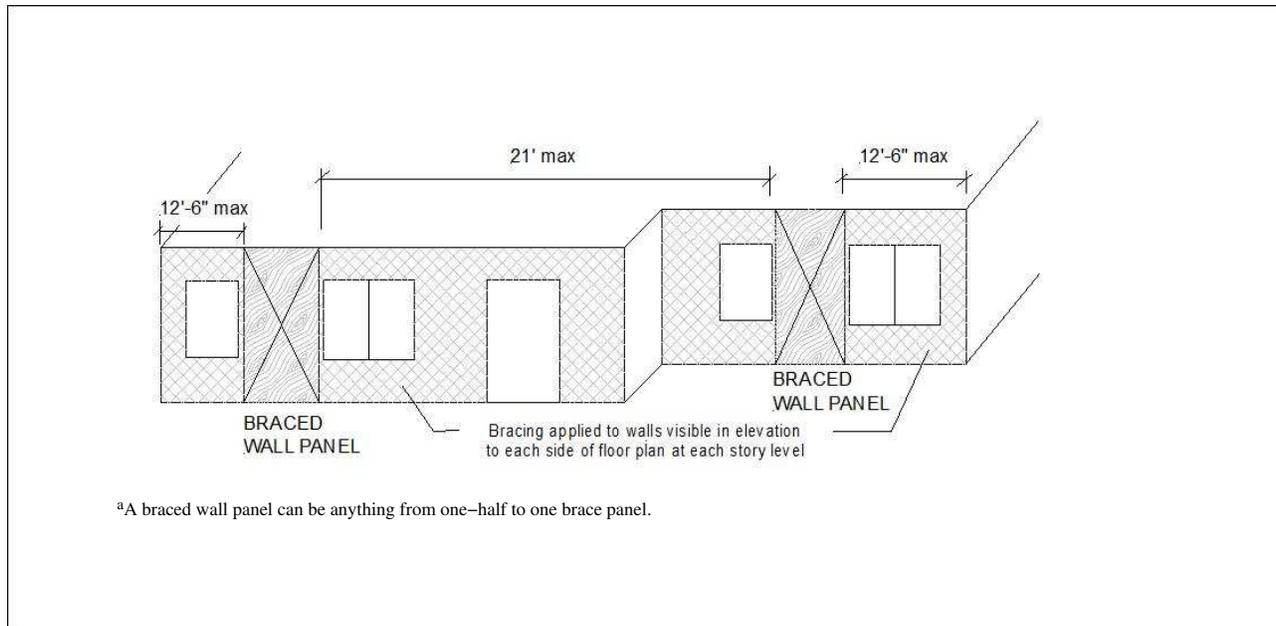 21' max
12'-6" max
12'-6" max
BRACED
WALL PANEL
BRACED
WALL PANEL
Bracing applied to walls visible in elevation
to each side of floor plan at each story level
aA braced wall panel can be anything from one−half to one brace panel.